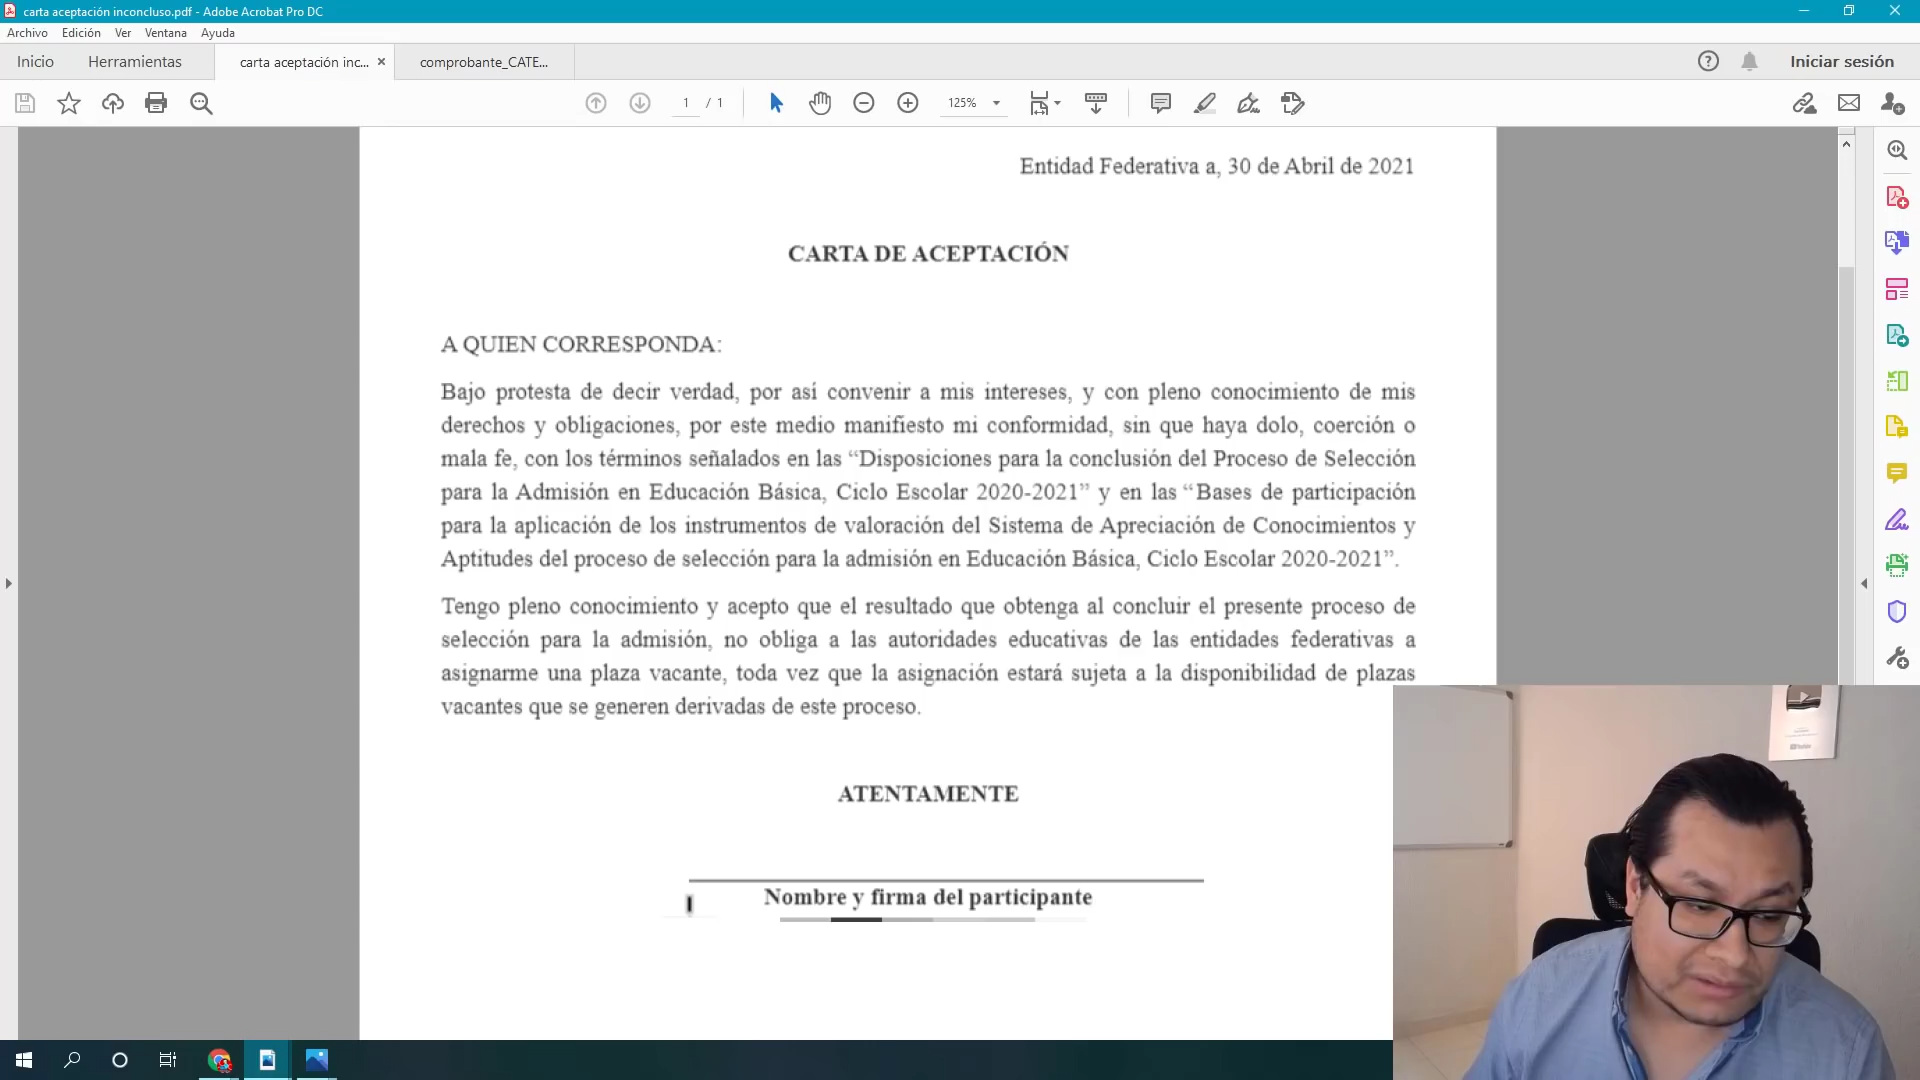 carta aceptación inconcluso.pdf - Adobe Acrobat Pro DC
Archivo Edición Ver Ventana Ayuda
Inicio Herramientas carta aceptación inc... × comprobante_CATE... Iniciar sesión
1 / 1 125%
Entidad Federativa a, 30 de Abril de 2021
CARTA DE ACEPTACIÓN
A QUIEN CORRESPONDA:
Bajo protesta de decir verdad, por así convenir a mis intereses, y con pleno conocimiento de mis
derechos y obligaciones, por este medio manifiesto mi conformidad, sin que haya dolo, coerción o
mala fe, con los términos señalados en las “Disposiciones para la conclusión del Proceso de Selección
para la Admisión en Educación Básica, Ciclo Escolar 2020-2021” y en las “Bases de participación
para la aplicación de los instrumentos de valoración del Sistema de Apreciación de Conocimientos y
Aptitudes del proceso de selección para la admisión en Educación Básica, Ciclo Escolar 2020-2021”.
Tengo pleno conocimiento y acepto que el resultado que obtenga al concluir el presente proceso de
selección para la admisión, no obliga a las autoridades educativas de las entidades federativas a
asignarme una plaza vacante, toda vez que la asignación estará sujeta a la disponibilidad de plazas
vacantes que se generen derivadas de este proceso.
ATENTAMENTE
Nombre y firma del participante